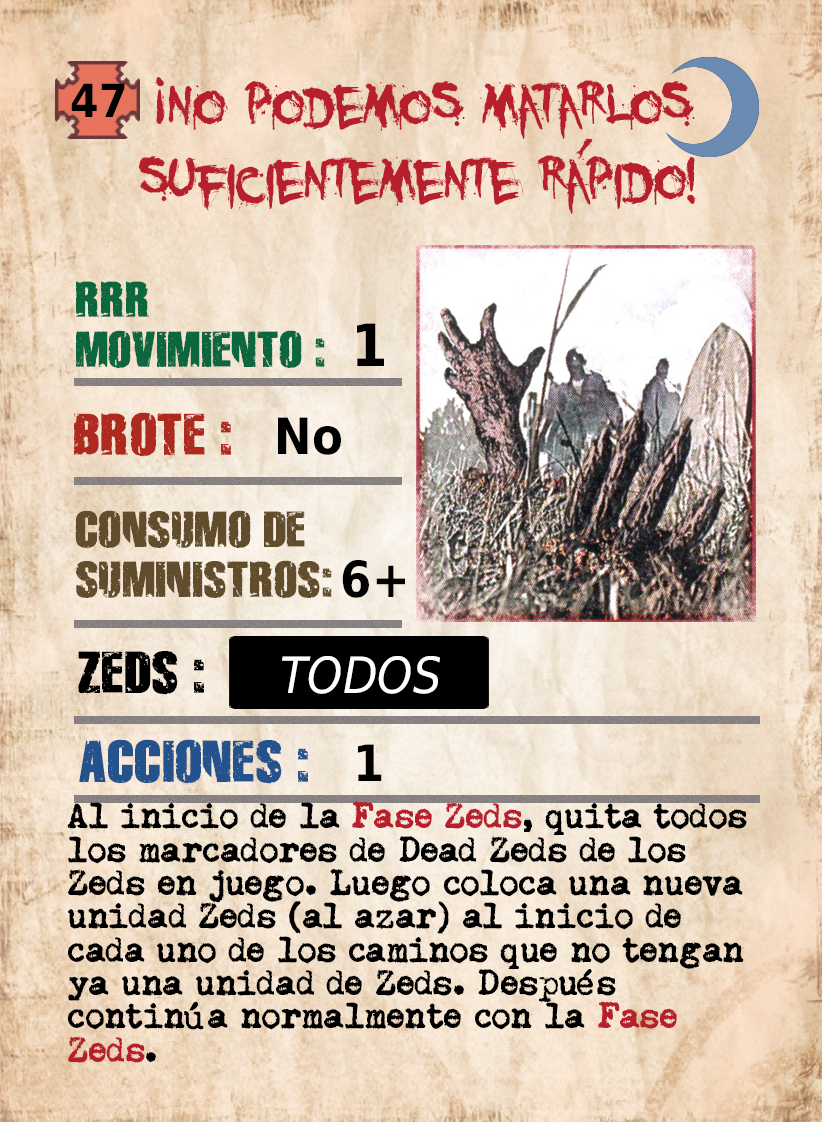 47 ¡NO PODEMOS MATARLOS
SUFICIENTEMENTE RÁPIDO!
RRR
MOVIMIENTO : 1
BROTE : No
CONSUMO DE
SUMINISTROS: 6+
ZEDS : TODOS
ACCIONES : 1
Al inicio de la Fase Zeds, quita todos
los marcadores de Dead Zeds de los
Zeds en juego. Luego coloca una nueva
unidad Zeds (al azar) al inicio de
cada uno de los caminos que no tengan
ya una unidad de Zeds. Después
continúa normalmente con la Fase
Zeds.